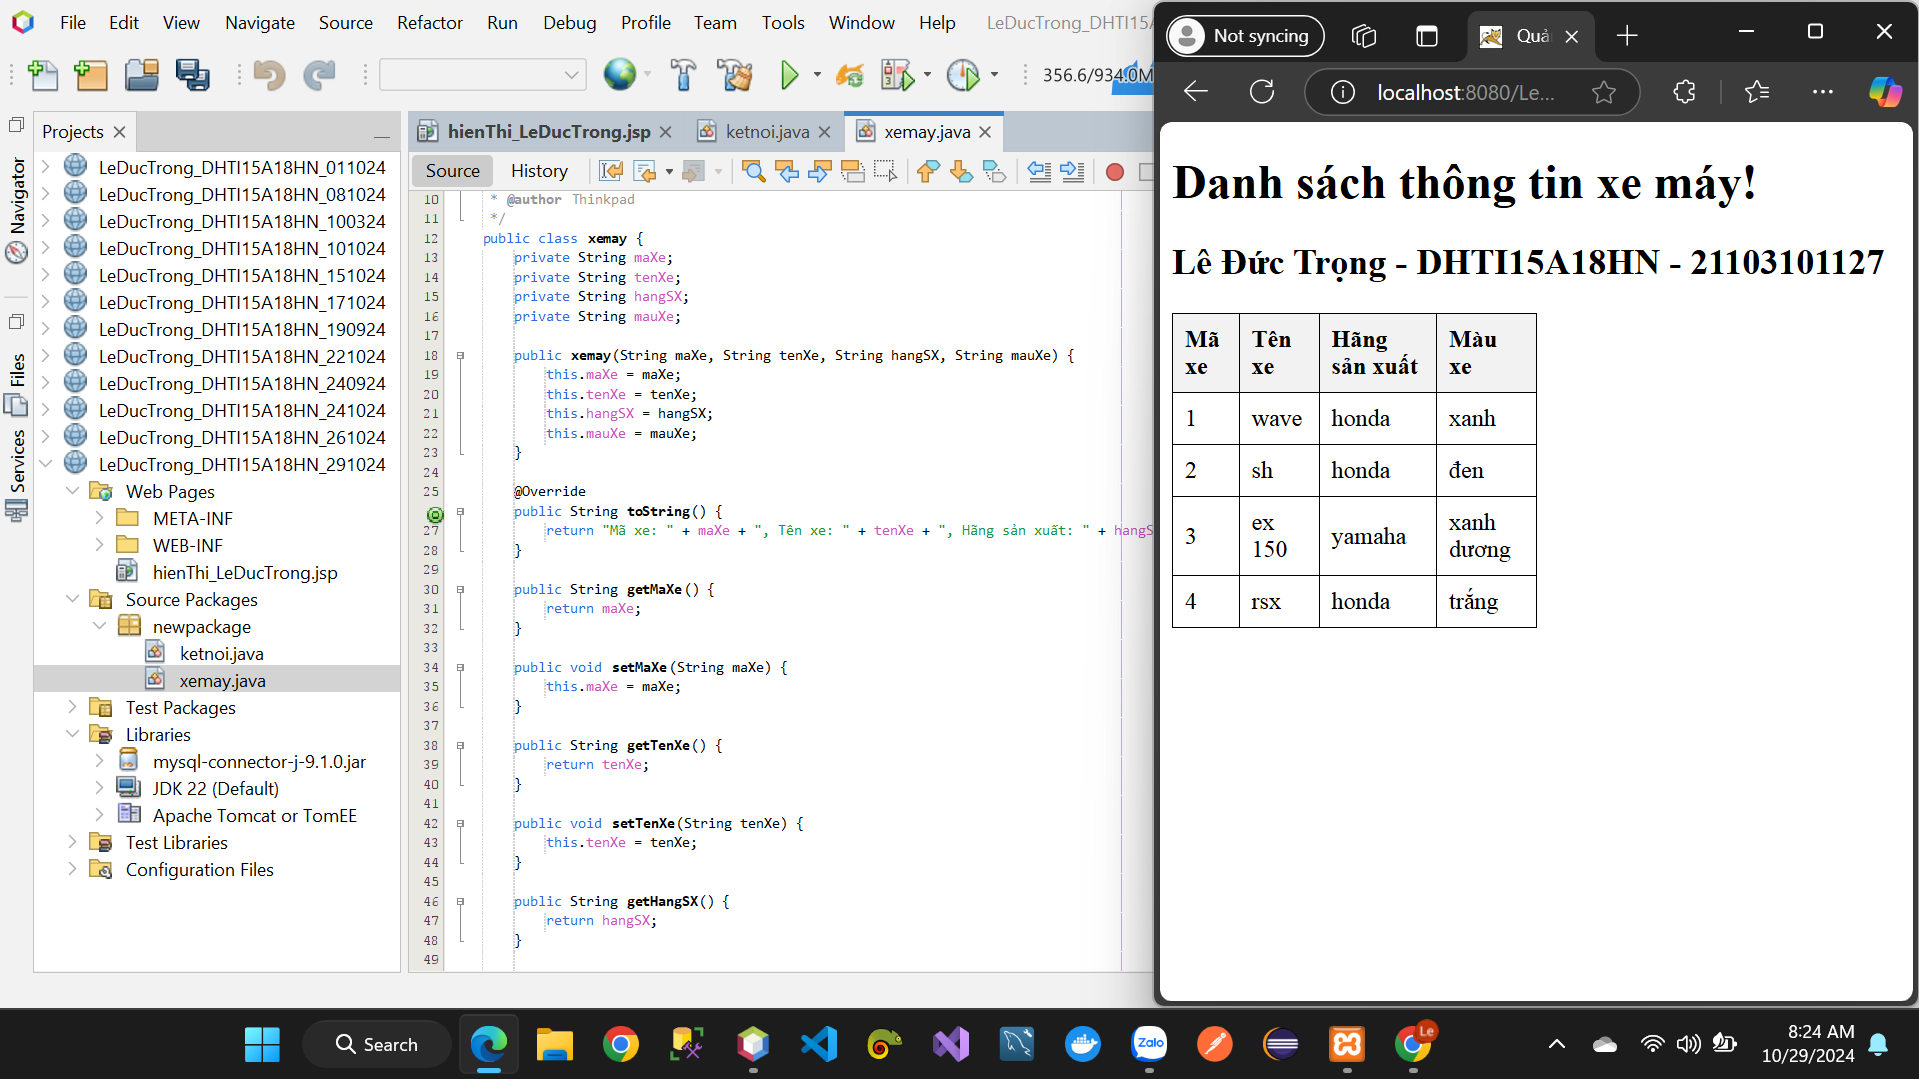 File Edit View Navigate Source Refactor Run Debug Profile Team Tools Window Help LeDucTrong_DHTI15A
356.6/934.0M
Projects
Navigator
Files
Services
LeDucTrong_DHTI15A18HN_011024
LeDucTrong_DHTI15A18HN_081024
LeDucTrong_DHTI15A18HN_100324
LeDucTrong_DHTI15A18HN_101024
LeDucTrong_DHTI15A18HN_151024
LeDucTrong_DHTI15A18HN_171024
LeDucTrong_DHTI15A18HN_190924
LeDucTrong_DHTI15A18HN_221024
LeDucTrong_DHTI15A18HN_240924
LeDucTrong_DHTI15A18HN_241024
LeDucTrong_DHTI15A18HN_261024
LeDucTrong_DHTI15A18HN_291024
Web Pages
META-INF
WEB-INF
hienThi_LeDucTrong.jsp
Source Packages
newpackage
ketnoi.java
xemay.java
Test Packages
Libraries
mysql-connector-j-9.1.0.jar
JDK 22 (Default)
Apache Tomcat or TomEE
Test Libraries
Configuration Files
hienThi_LeDucTrong.jsp ketnoi.java xemay.java
Source History
10 * @author Thinkpad
11 */
12 public class xemay {
13 private String maXe;
14 private String tenXe;
15 private String hangSX;
16 private String mauXe;
17
18 public xemay(String maXe, String tenXe, String hangSX, String mauXe) {
19 this.maXe = maXe;
20 this.tenXe = tenXe;
21 this.hangSX = hangSX;
22 this.mauXe = mauXe;
23 }
24
25 @Override
public String toString() {
27 return "Mã xe: " + maXe + ", Tên xe: " + tenXe + ", Hãng sản xuất: " + hangS
28 }
29
30 public String getMaXe() {
31 return maXe;
32 }
33
34 public void setMaXe(String maXe) {
35 this.maXe = maXe;
36 }
37
38 public String getTenXe() {
39 return tenXe;
40 }
41
42 public void setTenXe(String tenXe) {
43 this.tenXe = tenXe;
44 }
45
46 public String getHangSX() {
47 return hangSX;
48 }
49
Not syncing
Quả
localhost:8080/Le...
Danh sách thông tin xe máy!
Lê Đức Trọng - DHTI15A18HN - 21103101127
Mã xe Tên xe Hãng sản xuất Màu xe
1 wave honda xanh
2 sh honda đen
3 ex 150 yamaha xanh dương
4 rsx honda trắng
Search
Zalo
Le
8:24 AM
10/29/2024